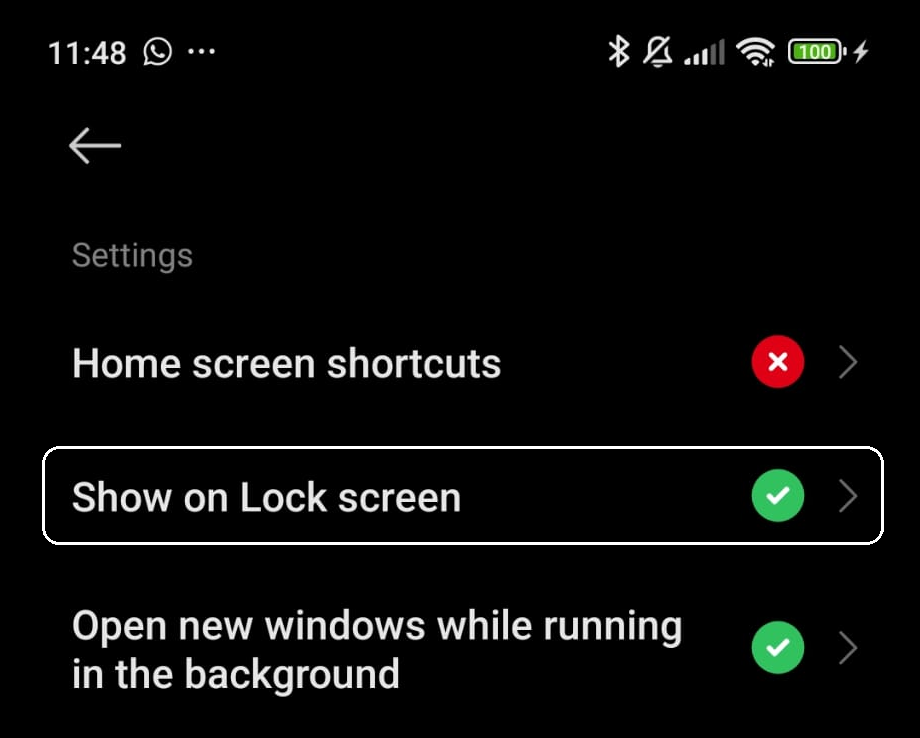 11:48 ...
100
Settings
Home screen shortcuts
Show on Lock screen
Open new windows while running
in the background